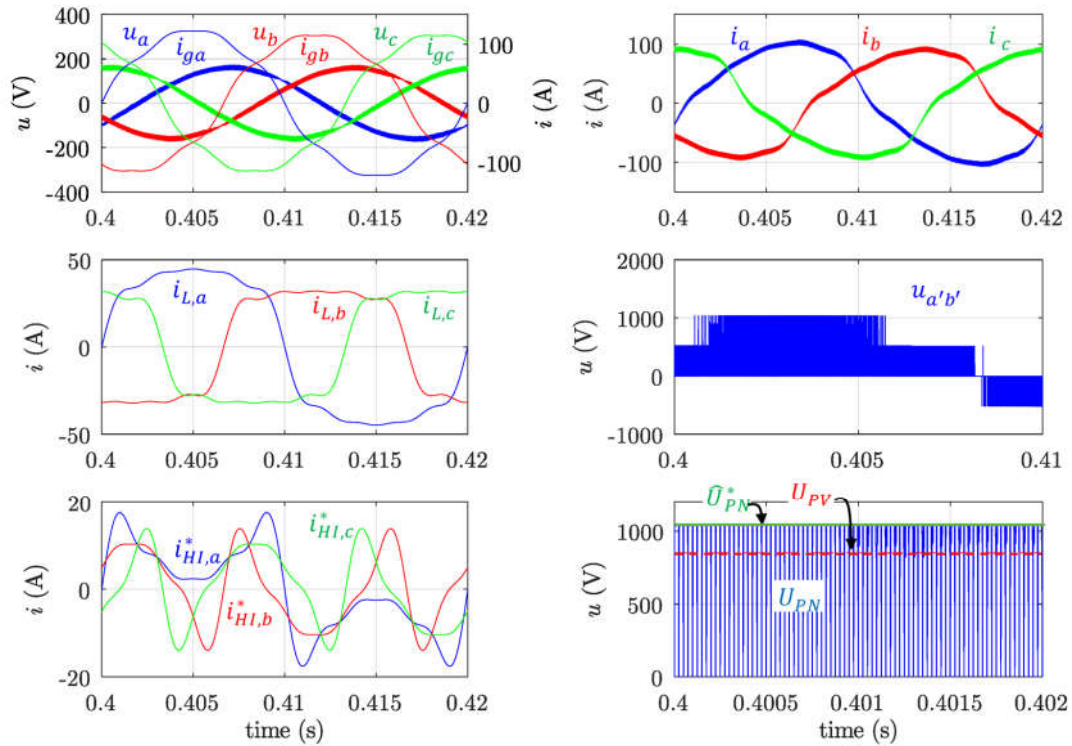 400
200
0
-200
-400
u (V)
u_a
i_ga
u_b
i_gb
u_c
i_gc
100
0
-100
i (A)
0.4
0.405
0.41
0.415
0.42
100
0
-100
i (A)
i_a
i_b
i_c
0.4
0.405
0.41
0.415
0.42
50
0
-50
i (A)
i_L,a
i_L,b
i_L,c
0.4
0.405
0.41
0.415
0.42
2000
1000
0
-1000
u (V)
u_a'b'
0.4
0.405
0.41
20
0
-20
i (A)
i*_HI,a
i*_HI,b
i*_HI,c
0.4
0.405
0.41
0.415
0.42
time (s)
1000
500
0
u (V)
Û*_PN
U_PV
U_PN
0.4
0.4005
0.401
0.4015
0.402
time (s)